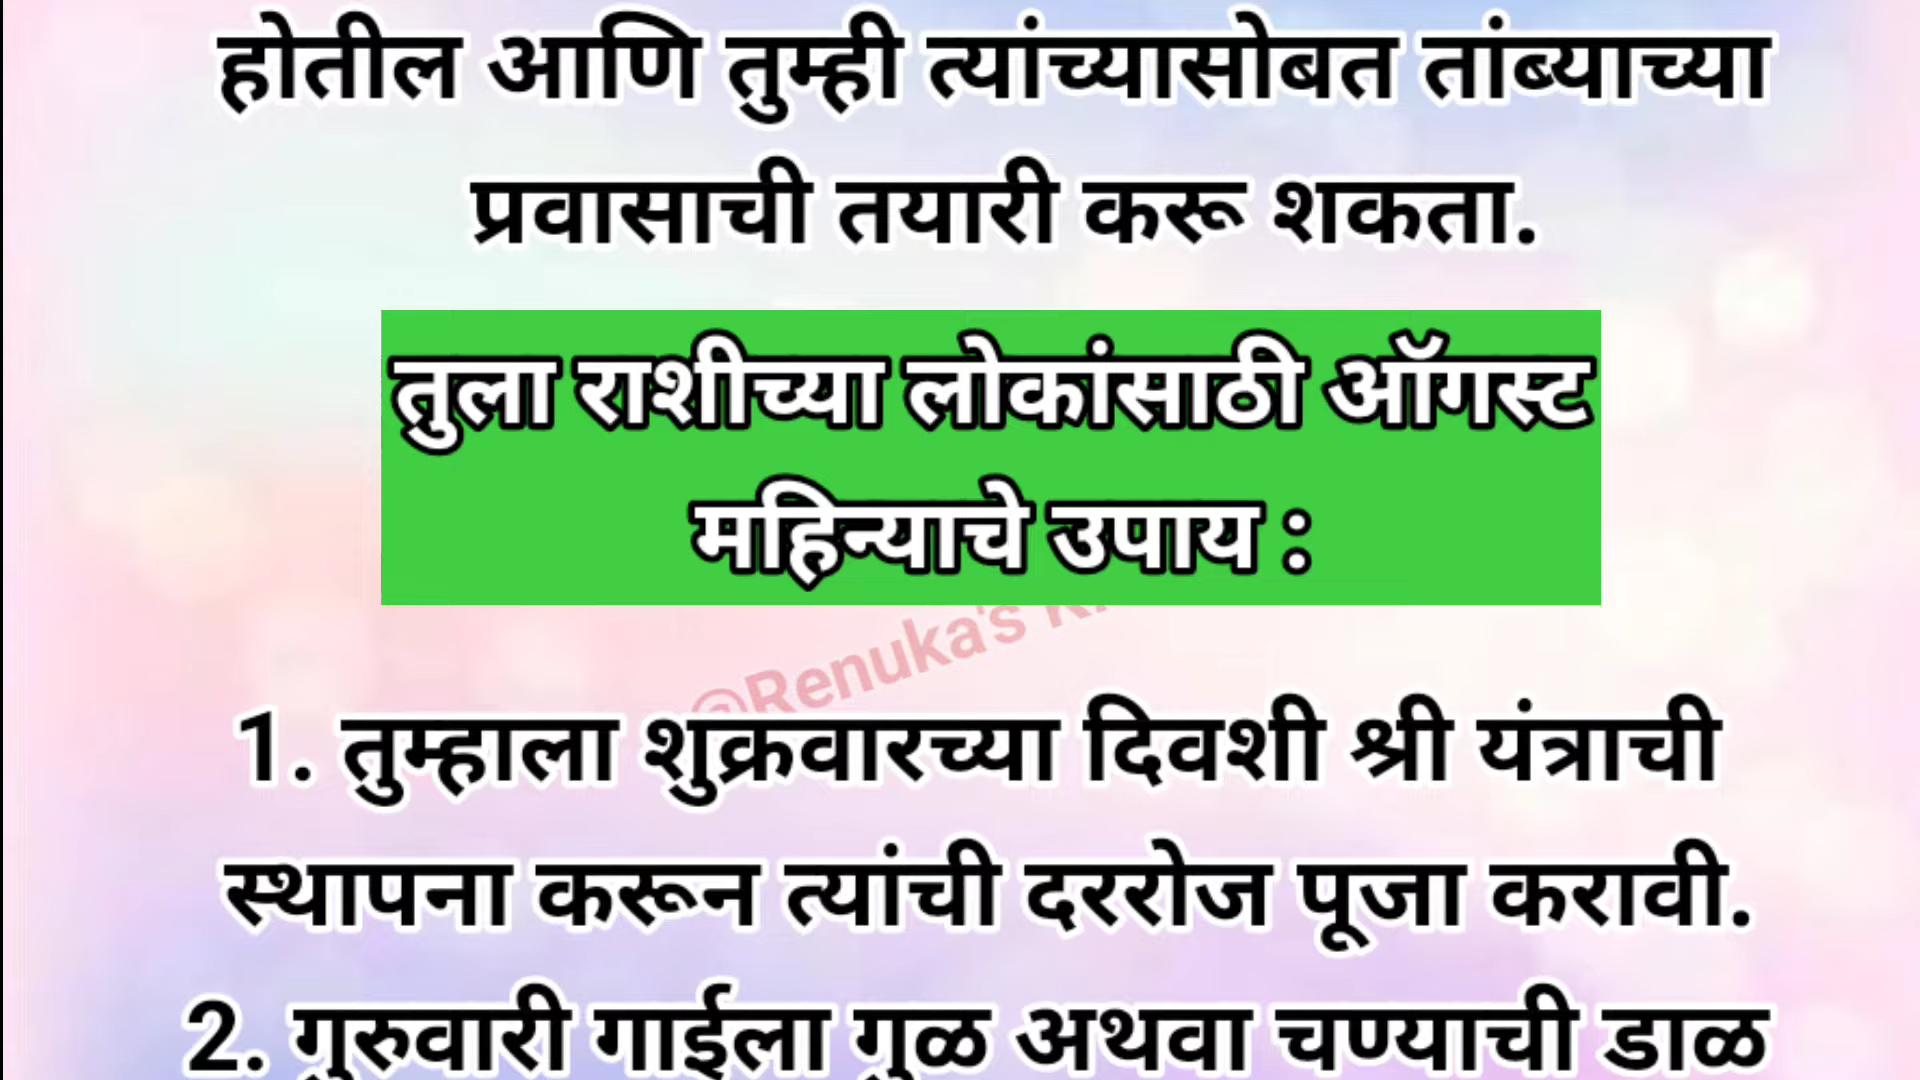 होतील आणि तुम्ही त्यांच्यासोबत तांब्याच्या
प्रवासाची तयारी करू शकता.
तुला राशीच्या लोकांसाठी ऑगस्ट
महिन्याचे उपाय :
@Renuka's
1. तुम्हाला शुक्रवारच्या दिवशी श्री यंत्राची
स्थापना करून त्यांची दररोज पूजा करावी.
2. गुरुवारी गाईला गुळ अथवा चण्याची डाळ